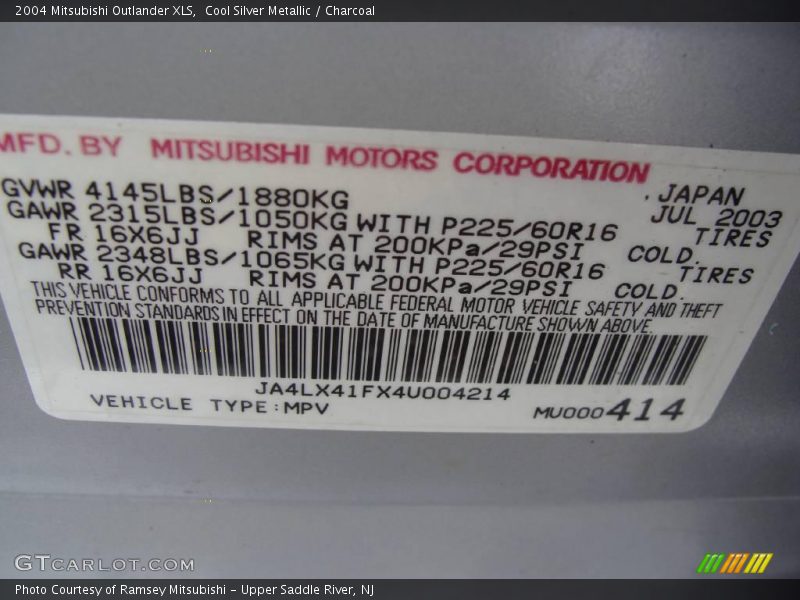 2004 Mitsubishi Outlander XLS,  Cool Silver Metallic / Charcoal
MFD. BY MITSUBISHI MOTORS CORPORATION
GVWR 4145LBS/1880KG JAPAN
GAWR 2315LBS/1050KG WITH P225/60R16 JUL 2003
FR 16X6JJ RIMS AT 200KPa/29PSI COLD. TIRES
GAWR 2348LBS/1065KG WITH P225/60R16 TIRES
RR 16X6JJ RIMS AT 200KPa/29PSI COLD.
THIS VEHICLE CONFORMS TO ALL APPLICABLE FEDERAL MOTOR VEHICLE SAFETY AND THEFT
PREVENTION STANDARDS IN EFFECT ON THE DATE OF MANUFACTURE SHOWN ABOVE.
JA4LX41FX4U004214
VEHICLE TYPE:MPV MU000414
GTCARLOT.COM
Photo Courtesy of Ramsey Mitsubishi – Upper Saddle River, NJ